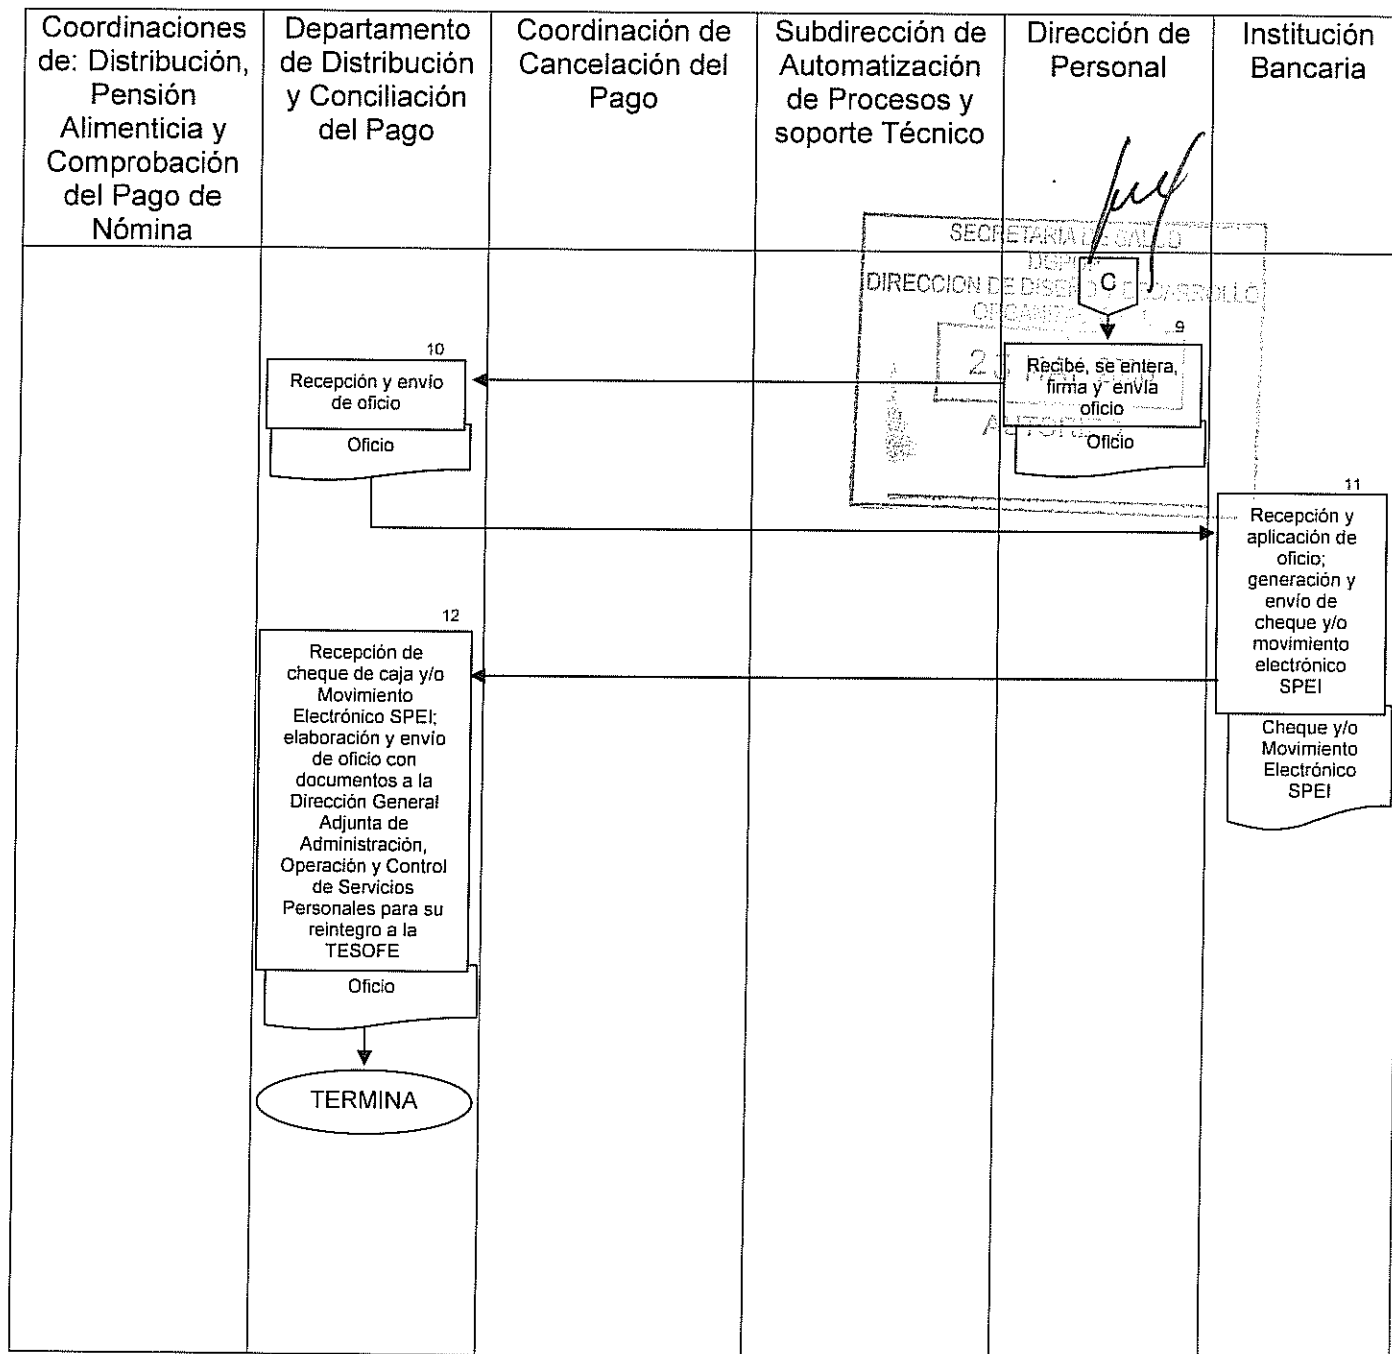 Coordinaciones
de: Distribución,
Pensión
Alimenticia y
Comprobación
del Pago de
Nómina
Departamento
de Distribución
y Conciliación
del Pago
Coordinación de
Cancelación del
Pago
Subdirección de
Automatización
de Procesos y
soporte Técnico
Dirección de
Personal
Institución
Bancaria
SECRETARIA DE SALUD
DIRECCION DE DISEÑO Y DESARROLLO
C
9
Recibe, se entera,
firma y envía
oficio
Oficio
10
Recepción y envío
de oficio
Oficio
11
Recepción y
aplicación de
oficio;
generación y
envío de
cheque y/o
movimiento
electrónico
SPEI
Cheque y/o
Movimiento
Electrónico
SPEI
12
Recepción de
cheque de caja y/o
Movimiento
Electrónico SPEI;
elaboración y envío
de oficio con
documentos a la
Dirección General
Adjunta de
Administración,
Operación y Control
de Servicios
Personales para su
reintegro a la
TESOFE
Oficio
TERMINA